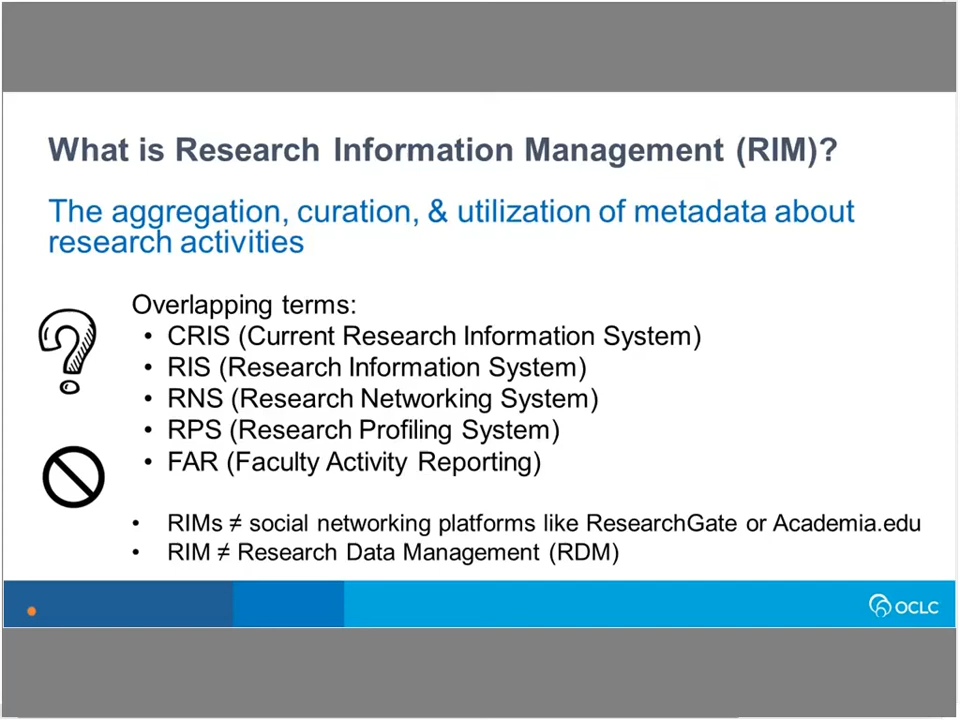 What is Research Information Management (RIM)?
The aggregation, curation, & utilization of metadata about
research activities
Overlapping terms:
• CRIS (Current Research Information System)
• RIS (Research Information System)
• RNS (Research Networking System)
• RPS (Research Profiling System)
• FAR (Faculty Activity Reporting)
• RIMs ≠ social networking platforms like ResearchGate or Academia.edu
• RIM ≠ Research Data Management (RDM)
OCLC